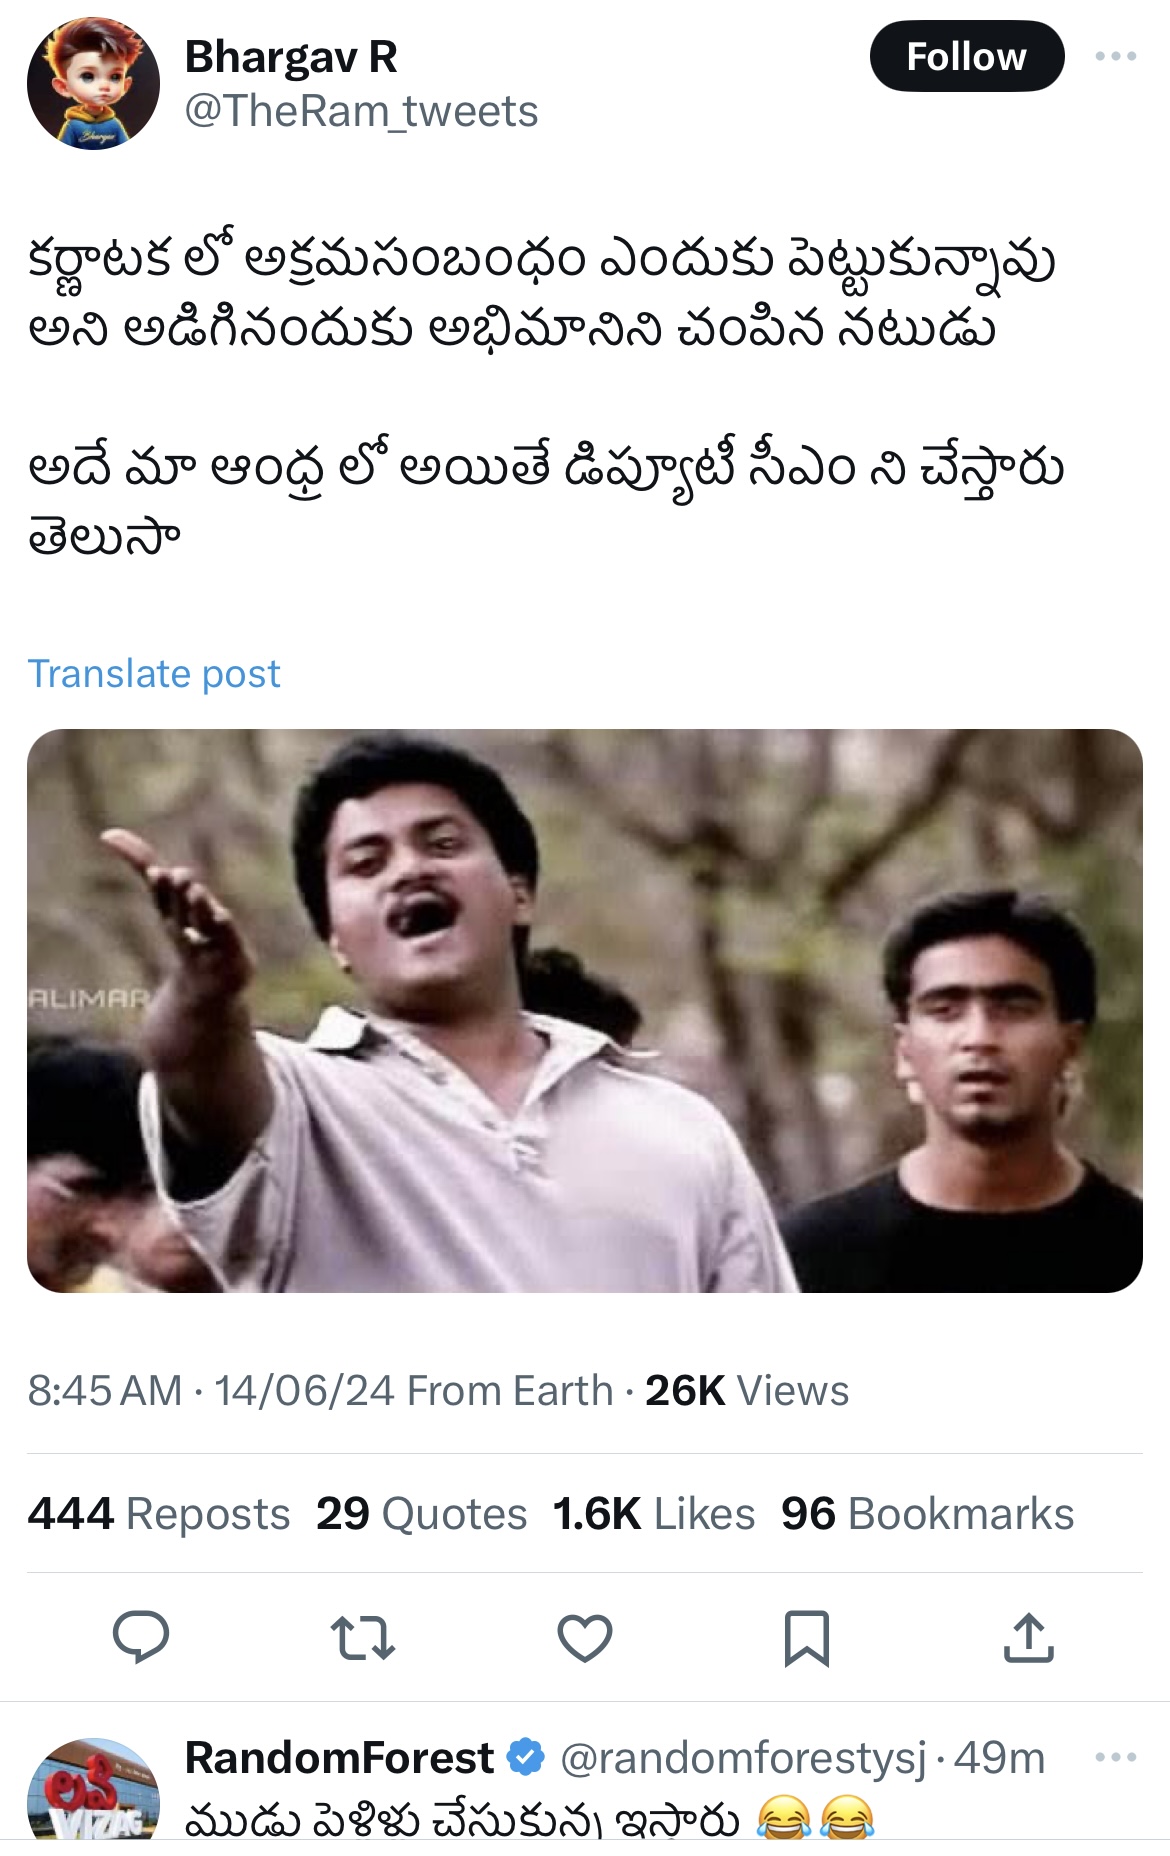 Bhargav R
Follow
@TheRam_tweets
కర్ణాటక లో అక్రమసంబంధం ఎందుకు పెట్టుకున్నావు
అని అడిగినందుకు అభిమానిని చంపిన నటుడు
అదే మా ఆంధ్ర లో అయితే డిప్యూటీ సీఎం ని చేస్తారు
తెలుసా
Translate post
ALIMAR
8:45 AM · 14/06/24 From Earth · 26K Views
444 Reposts 29 Quotes 1.6K Likes 96 Bookmarks
RandomForest @randomforestysj · 49m
లవ్
VIZAG
చేసుకున్న ఇస్తారు 😂😂